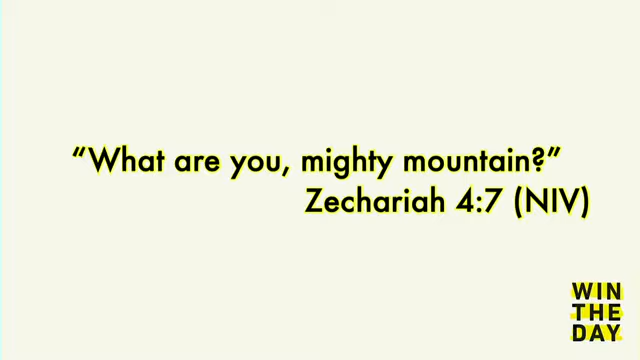 “What are you, mighty mountain?”
Zechariah 4:7 (NIV)
WIN
THE
DAY